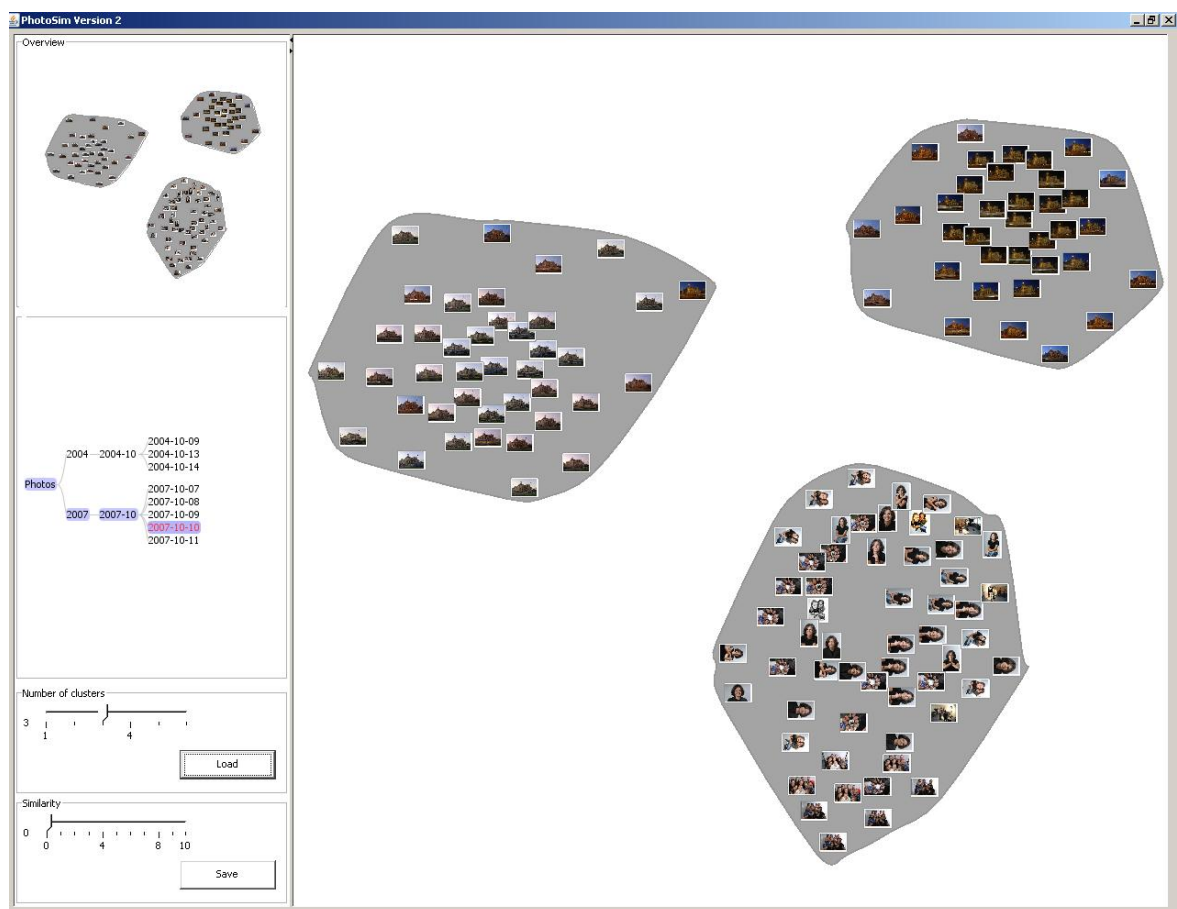 PhotoSim Version 2
Overview
2004-10-09
2004 2004-10 2004-10-13
2004-10-14
Photos
2007-10-07
2007-10-08
2007 2007-10 2007-10-09
2007-10-10
2007-10-11
Number of clusters
3
1 4
Load
Similarity
0
0 4 8 10
Save